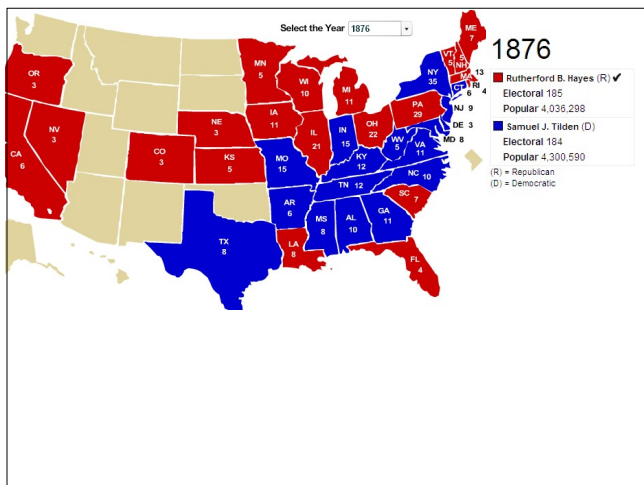 Select the Year 1876
1876
Rutherford B. Hayes (R) ✔
Electoral 185
Popular 4,036,298
Samuel J. Tilden (D)
Electoral 184
Popular 4,300,590
(R) = Republican
(D) = Democratic
ME
7
VT
5
5
NH
MA
13
RI
4
CT
6
NY
35
NJ 9
DE 3
MD 8
PA
29
OR
3
MN
5
WI
10
MI
11
NV
3
CA
6
NE
3
IA
11
IL
21
IN
15
OH
22
CO
3
KS
5
MO
15
KY
12
WV
5
VA
11
TN 12
NC 10
SC
7
AR
6
MS
8
AL
10
GA
11
TX
8
LA
8
FL
4